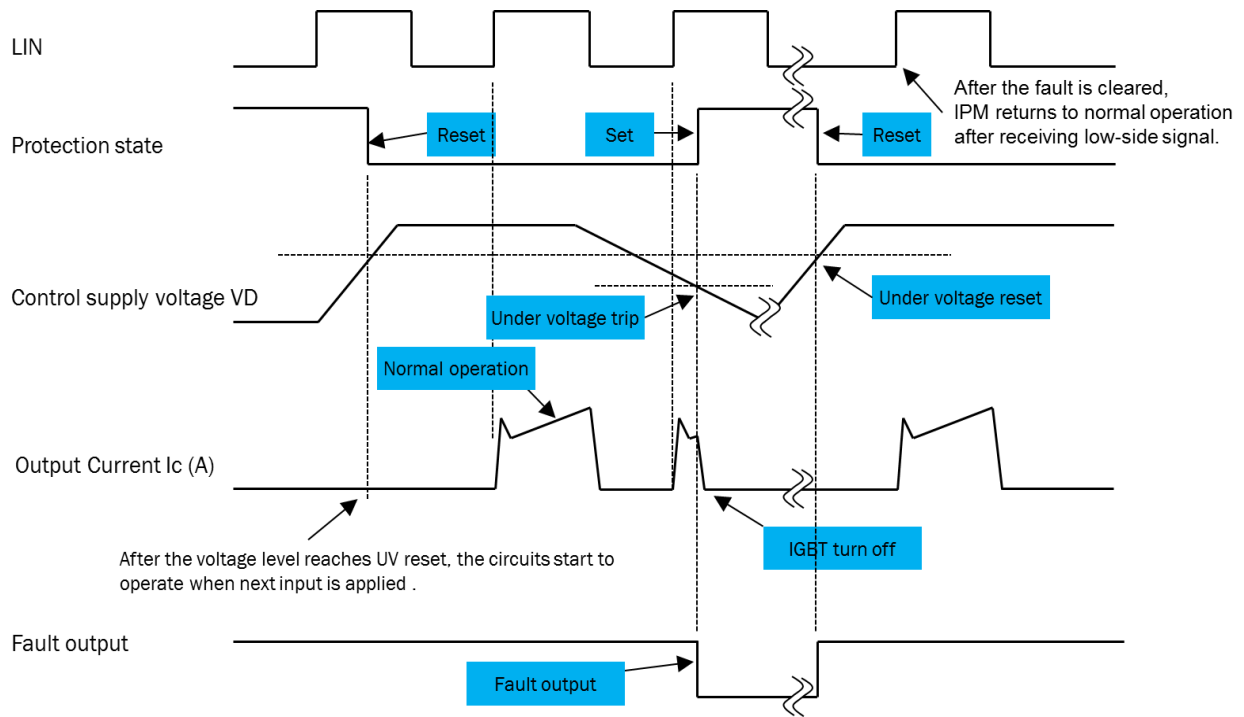 LIN
After the fault is cleared,
IPM returns to normal operation
after receiving low-side signal.
Protection state
Reset
Set
Reset
Control supply voltage VD
Under voltage trip
Under voltage reset
Normal operation
Output Current Ic (A)
IGBT turn off
After the voltage level reaches UV reset, the circuits start to
operate when next input is applied .
Fault output
Fault output